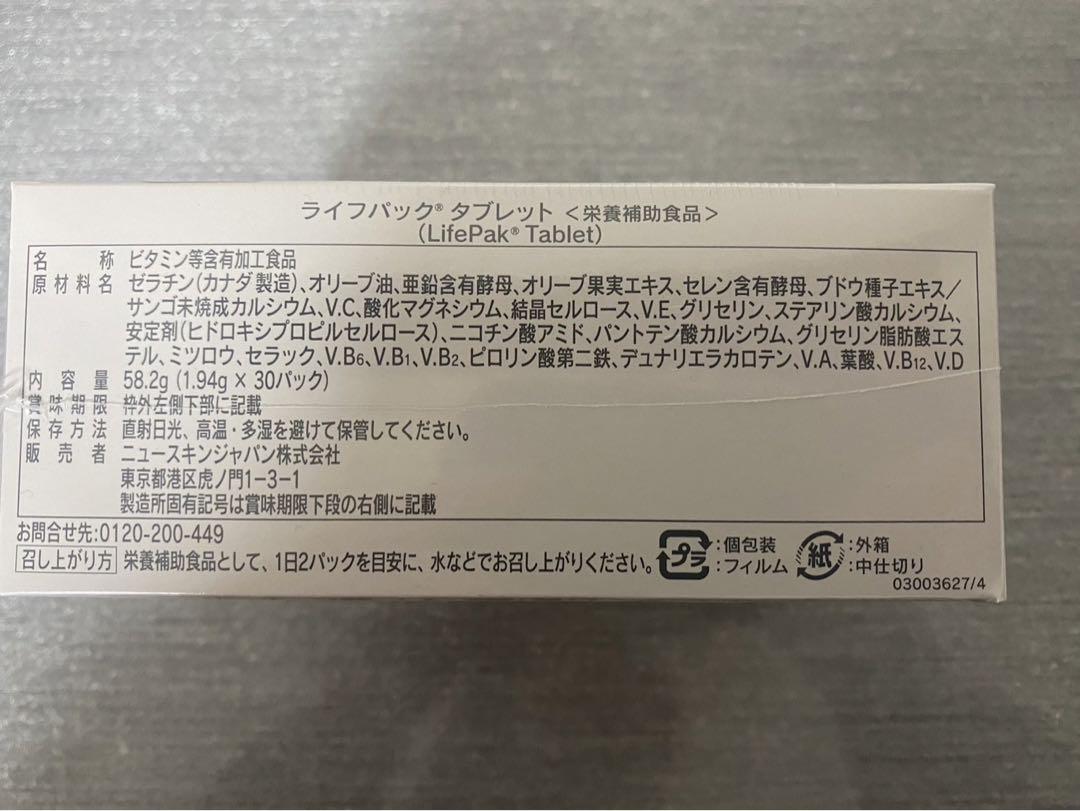 ライフパック® タブレット <栄養補助食品>
(LifePak® Tablet)
名称 ビタミン等含有加工食品
原材料名 ゼラチン(カナダ製造)、オリーブ油、亜鉛含有酵母、オリーブ果実エキス、セレン含有酵母、ブドウ種子エキス/
サンゴ未焼成カルシウム、V.C、酸化マグネシウム、結晶セルロース、V.E、グリセリン、ステアリン酸カルシウム、
安定剤(ヒドロキシプロピルセルロース)、ニコチン酸アミド、パントテン酸カルシウム、グリセリン脂肪酸エス
テル、ミツロウ、セラック、V.B6、V.B1、V.B2、ピロリン酸第二鉄、デュナリエラカロテン、V.A、葉酸、V.B12、V.D
内容量 58.2g (1.94g × 30パック)
賞味期限 枠外左側下部に記載
保存方法 直射日光、高温・多湿を避けて保管してください。
販売者 ニュースキンジャパン株式会社
東京都港区虎ノ門1-3-1
製造所固有記号は賞味期限下段の右側に記載
お問合せ先:0120-200-449
召し上がり方 栄養補助食品として、1日2パックを目安に、水などでお召し上がりください。
プラ :個包装
:フィルム
紙 :外箱
:中仕切り
03003627/4